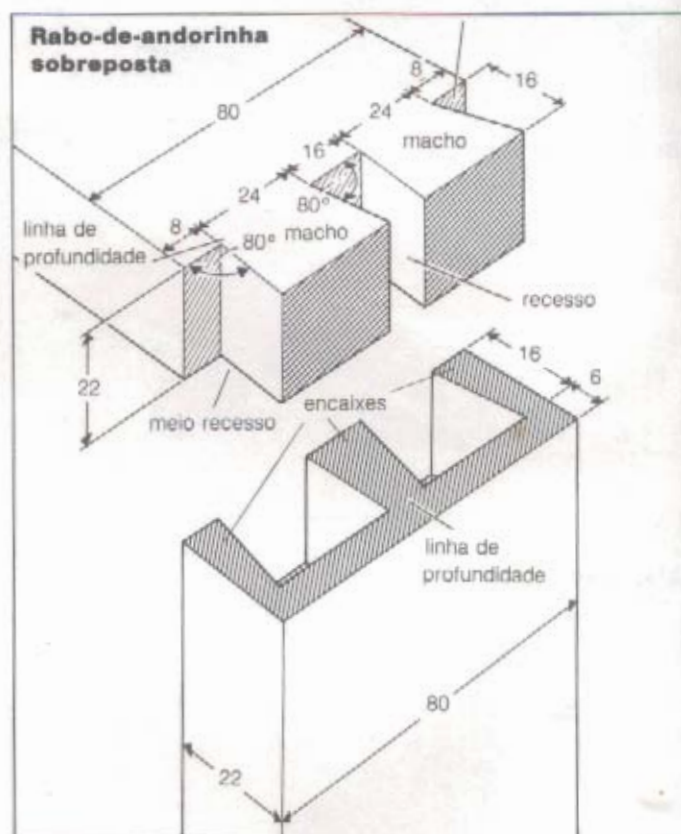 Rabo-de-andorinha
sobreposta
80
8
16
24
macho
16
24
80°
8
linha de
profundidade
80°
macho
recesso
22
meio recesso
encaixes
16
6
linha de
profundidade
80
22